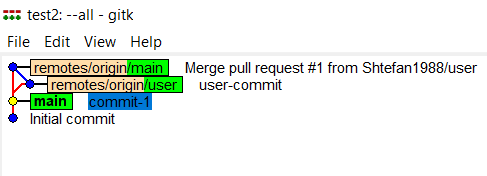 test2: --all - gitk
File Edit View Help
remotes/origin/main Merge pull request #1 from Shtefan1988/user
remotes/origin/user user-commit
main commit-1
Initial commit